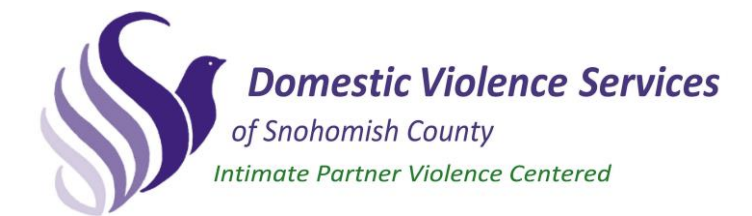 Domestic Violence Services
of Snohomish County
Intimate Partner Violence Centered